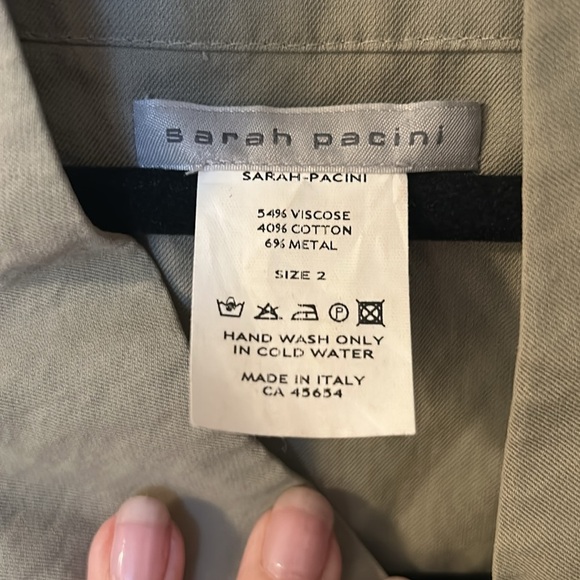 sarah pacini
SARAH-PACINI
54% VISCOSE
40% COTTON
6% METAL
SIZE 2
P
HAND WASH ONLY
IN COLD WATER
MADE IN ITALY
CA 45654